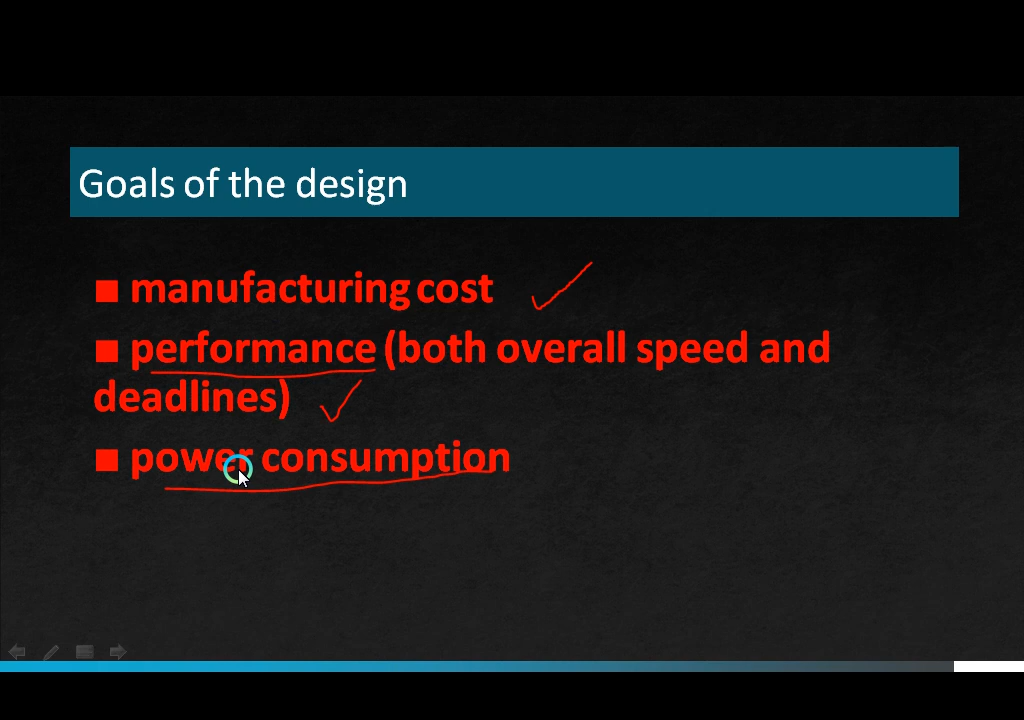 Goals of the design
■ manufacturing cost
■ performance (both overall speed and
deadlines)
■ power consumption